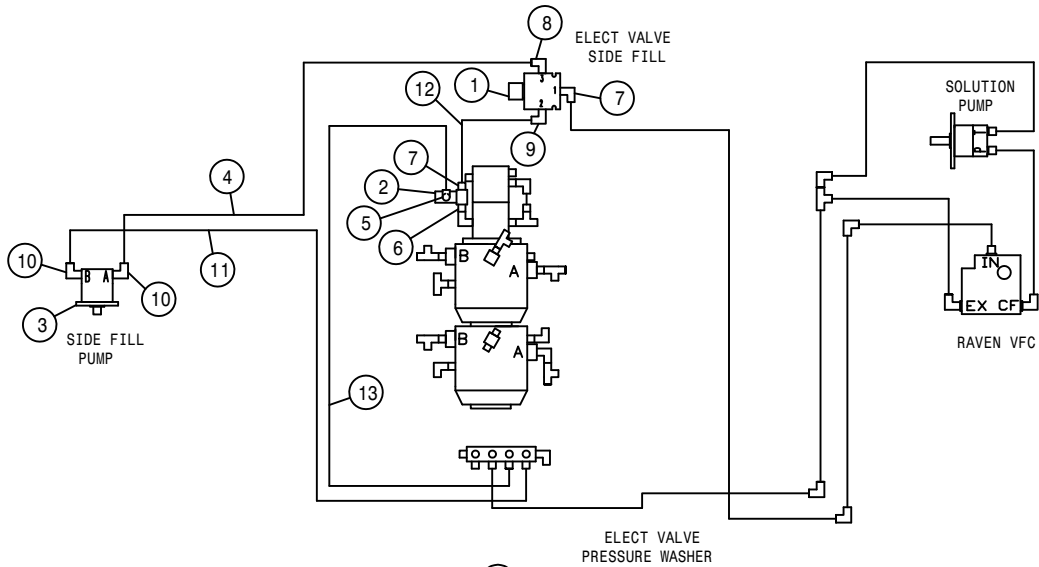 8
ELECT VALVE
SIDE FILL
1
3
1
2
7
12
9
SOLUTION
PUMP
4
7
2
5
6
B
A
10
B A
10
11
3
SIDE FILL
PUMP
B
A
13
IN
EX CF
RAVEN VFC
ELECT VALVE
PRESSURE WASHER